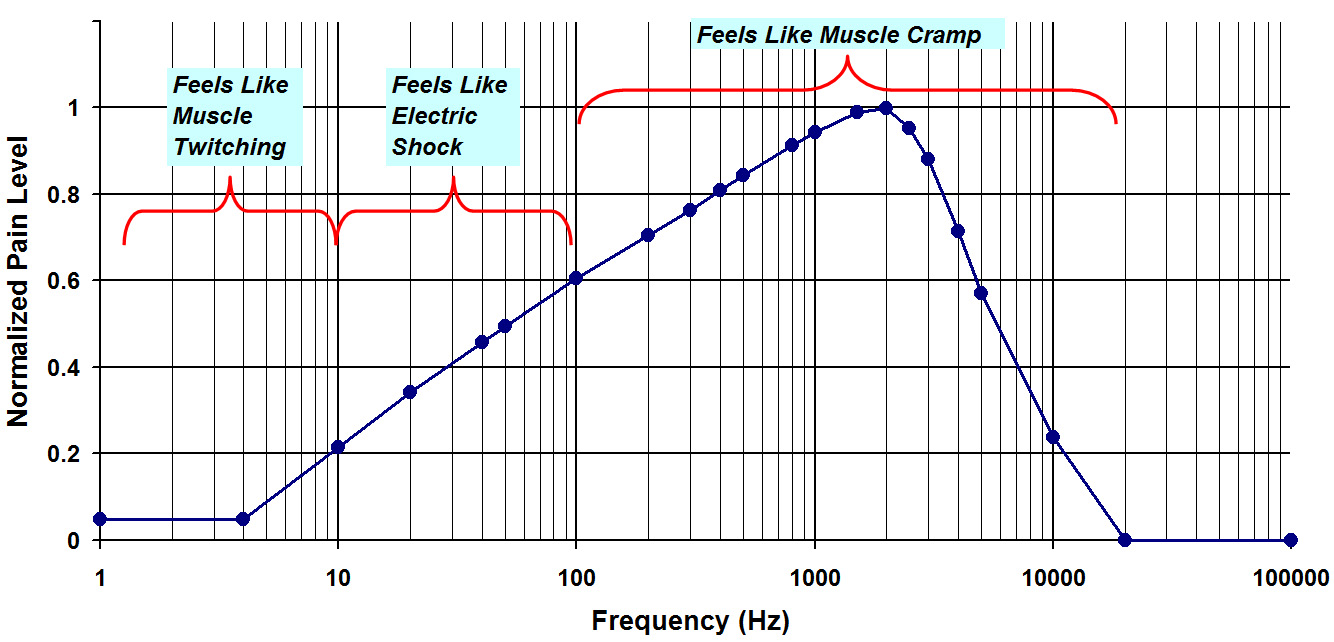 Feels Like Muscle Cramp
Feels Like
Muscle
Twitching
Feels Like
Electric
Shock
Normalized Pain Level
1
0.8
0.6
0.4
0.2
0
1
10
100
1000
10000
100000
Frequency (Hz)